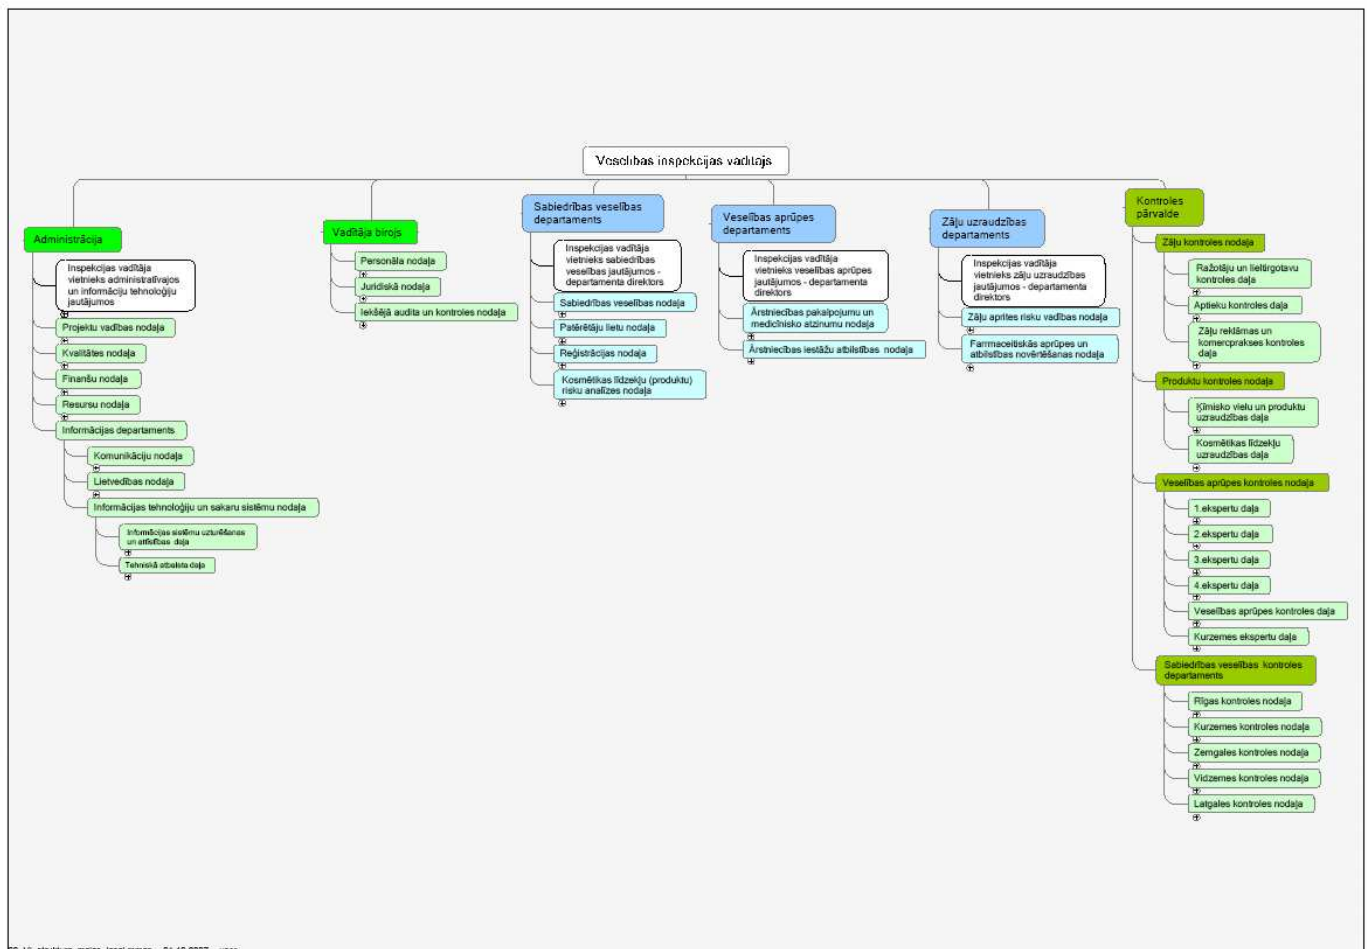 Veselības inspekcijas vadītājs
Administrācija
Inspekcijas vadītāja
vietnieks administratīvajos
un informāciju tehnoloģiju
jautājumos
Projektu vadības nodaļa
Kvalitātes nodaļa
Finanšu nodaļa
Resursu nodaļa
Informācijas departaments
Komunikāciju nodaļa
Lietvedības nodaļa
Informācijas tehnoloģiju un sakaru sistēmu nodaļa
Informācijas sistēmu uzturēšanas
un attīstības daļa
Tehniskā atbalsta daļa
Vadītāja birojs
Personāla nodaļa
Juridiskā nodaļa
Iekšējā audita un kontroles nodaļa
Sabiedrības veselības
departaments
Inspekcijas vadītāja
vietnieks sabiedrības
veselības jautājumos -
departamenta direktors
Sabiedrības veselības nodaļa
Patērētāju lietu nodaļa
Reģistrācijas nodaļa
Kosmētikas līdzekļu (produktu)
risku analīzes nodaļa
Veselības aprūpes
departaments
Inspekcijas vadītāja
vietnieks veselības aprūpes
jautājumos - departamenta
direktors
Ārstniecības pakalpojumu un
medicīnisko atzinumu nodaļa
Ārstniecības iestāžu atbilstības nodaļa
Zāļu uzraudzības
departaments
Inspekcijas vadītāja
vietnieks zāļu uzraudzības
jautājumos - departamenta
direktors
Zāļu aprites risku vadības nodaļa
Farmaceitiskās aprūpes un
atbilstības novērtēšanas nodaļa
Kontroles
pārvalde
Zāļu kontroles nodaļa
Ražotāju un lieltirgotavu
kontroles daļa
Aptieku kontroles daļa
Zāļu reklāmas un
komercprakses kontroles
daļa
Produktu kontroles nodaļa
Ķīmisko vielu un produktu
uzraudzības daļa
Kosmētikas līdzekļu
uzraudzības daļa
Veselības aprūpes kontroles nodaļa
1.ekspertu daļa
2.ekspertu daļa
3.ekspertu daļa
4.ekspertu daļa
Veselības aprūpes kontroles daļa
Kurzemes ekspertu daļa
Sabiedrības veselības kontroles
departaments
Rīgas kontroles nodaļa
Kurzemes kontroles nodaļa
Zemgales kontroles nodaļa
Vidzemes kontroles nodaļa
Latgales kontroles nodaļa